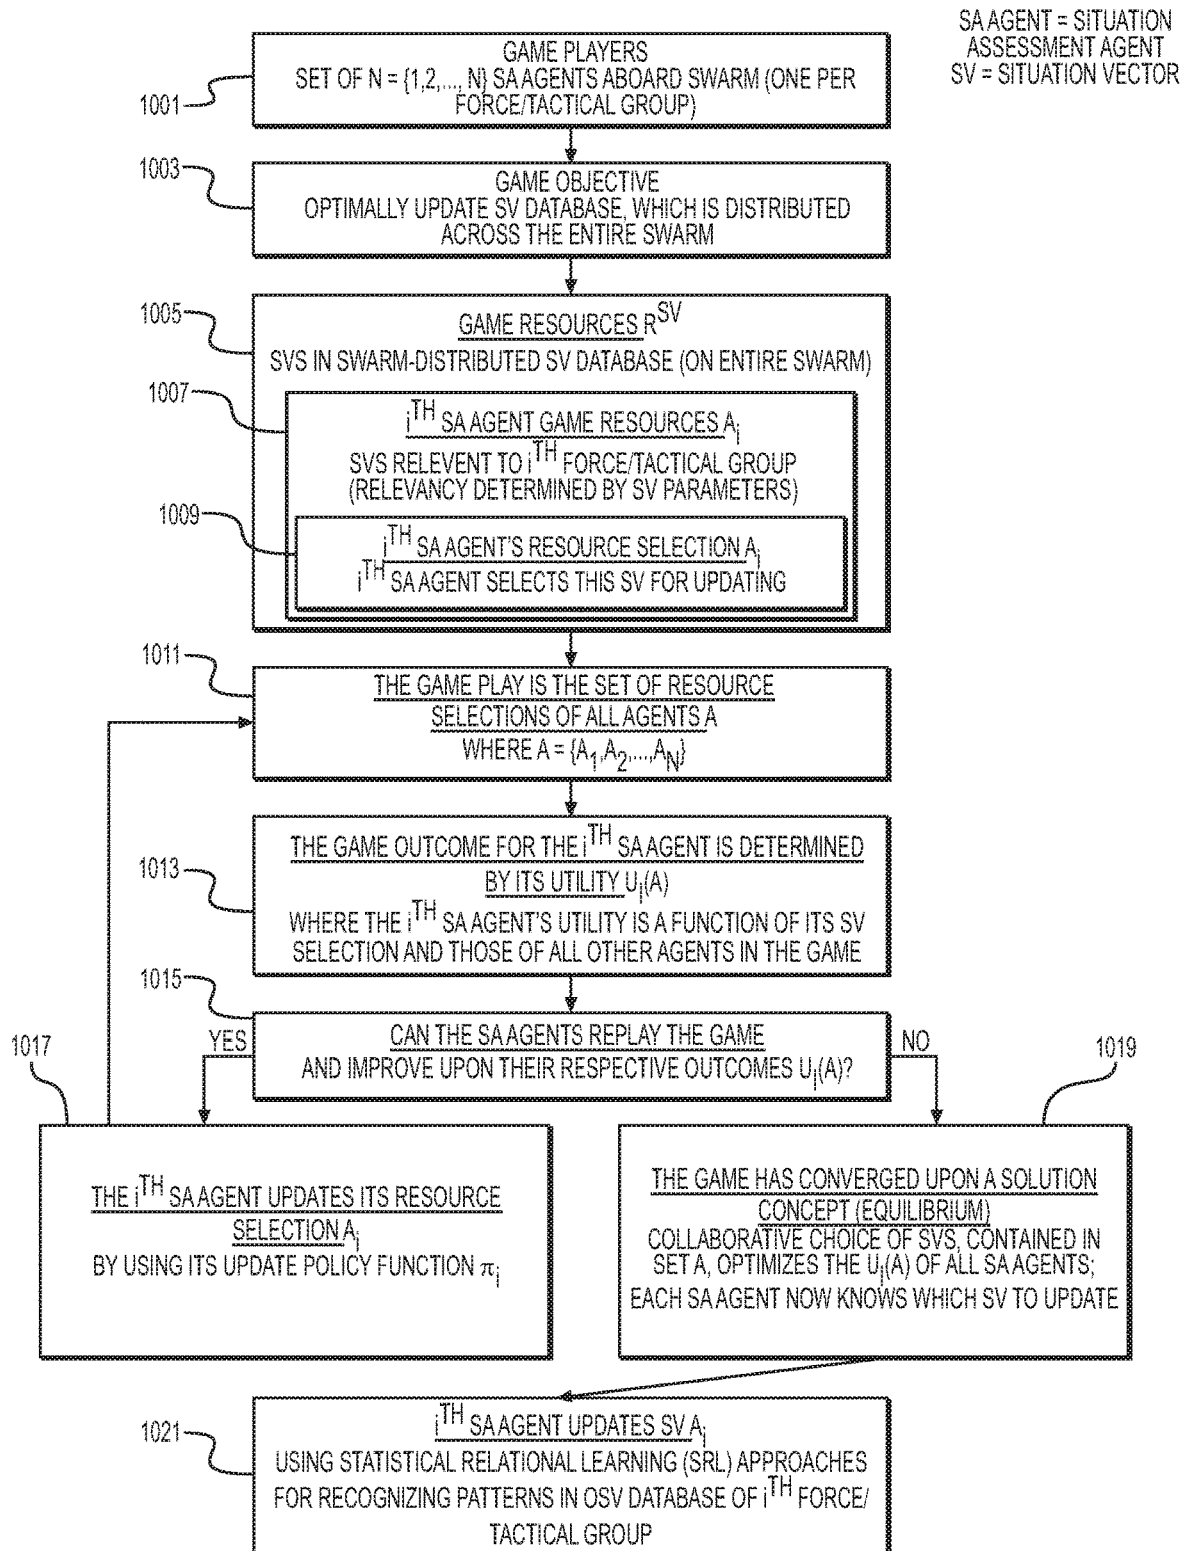 SA AGENT = SITUATION
ASSESSMENT AGENT
SV = SITUATION VECTOR
GAME PLAYERS
SET OF N = {1,2,..., N} SA AGENTS ABOARD SWARM (ONE PER
FORCE/TACTICAL GROUP)
1001
1003
GAME OBJECTIVE
OPTIMALLY UPDATE SV DATABASE, WHICH IS DISTRIBUTED
ACROSS THE ENTIRE SWARM
1005
GAME RESOURCES R^SV
SVS IN SWARM-DISTRIBUTED SV DATABASE (ON ENTIRE SWARM)
1007
i^TH SA AGENT GAME RESOURCES A_i
SVS RELEVENT TO i^TH FORCE/TACTICAL GROUP
(RELEVANCY DETERMINED BY SV PARAMETERS)
1009
i^TH SA AGENT'S RESOURCE SELECTION A_i
i^TH SA AGENT SELECTS THIS SV FOR UPDATING
1011
THE GAME PLAY IS THE SET OF RESOURCE
SELECTIONS OF ALL AGENTS A
WHERE A = {A_1,A_2,...,A_N}
1013
THE GAME OUTCOME FOR THE i^TH SA AGENT IS DETERMINED
BY ITS UTILITY U_i(A)
WHERE THE i^TH SA AGENT'S UTILITY IS A FUNCTION OF ITS SV
SELECTION AND THOSE OF ALL OTHER AGENTS IN THE GAME
1015
YES
CAN THE SA AGENTS REPLAY THE GAME
AND IMPROVE UPON THEIR RESPECTIVE OUTCOMES U_i(A)?
NO
1017
THE i^TH SA AGENT UPDATES ITS RESOURCE
SELECTION A_i
BY USING ITS UPDATE POLICY FUNCTION π_i
1019
THE GAME HAS CONVERGED UPON A SOLUTION
CONCEPT (EQUILIBRIUM)
COLLABORATIVE CHOICE OF SVS, CONTAINED IN
SET A, OPTIMIZES THE U_i(A) OF ALL SA AGENTS;
EACH SA AGENT NOW KNOWS WHICH SV TO UPDATE
1021
i^TH SA AGENT UPDATES SV A_i
USING STATISTICAL RELATIONAL LEARNING (SRL) APPROACHES
FOR RECOGNIZING PATTERNS IN OSV DATABASE OF i^TH FORCE/
TACTICAL GROUP